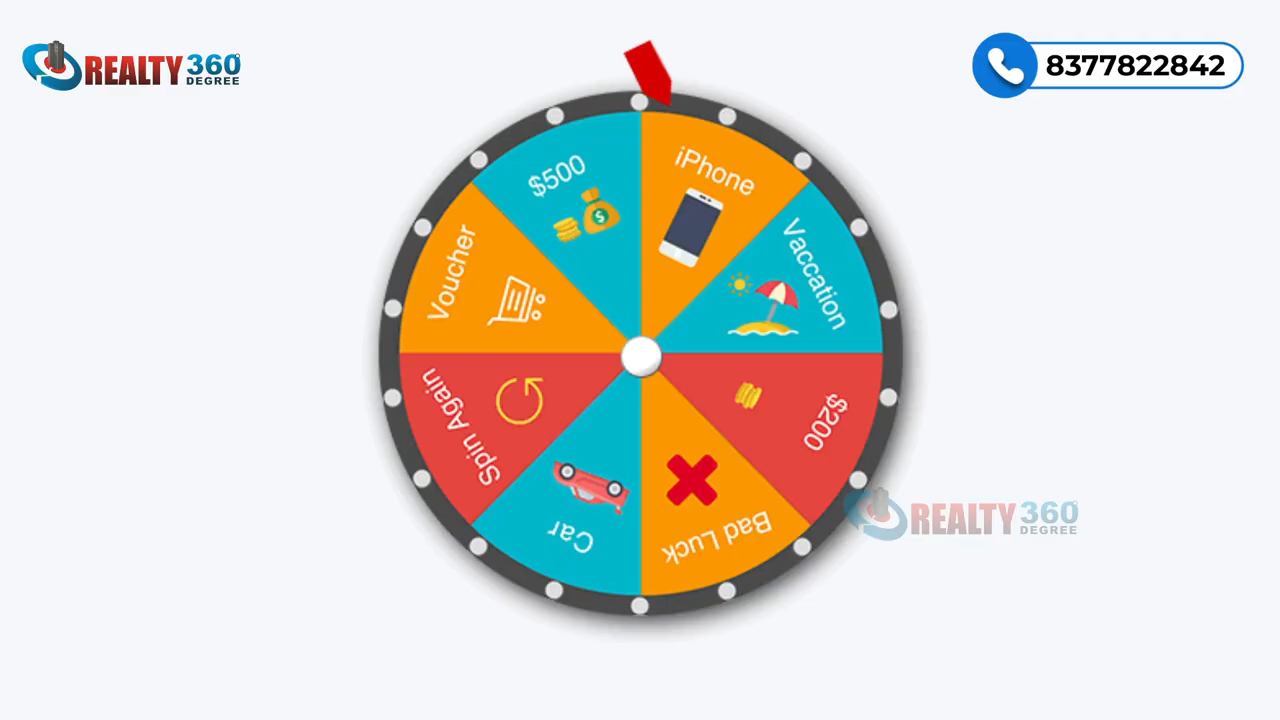 REALTY 360
DEGREE
8377822842
$500
iPhone
Voucher
Vaccation
Spin Again
$200
Car
Bad Luck
REALTY 360
DEGREE